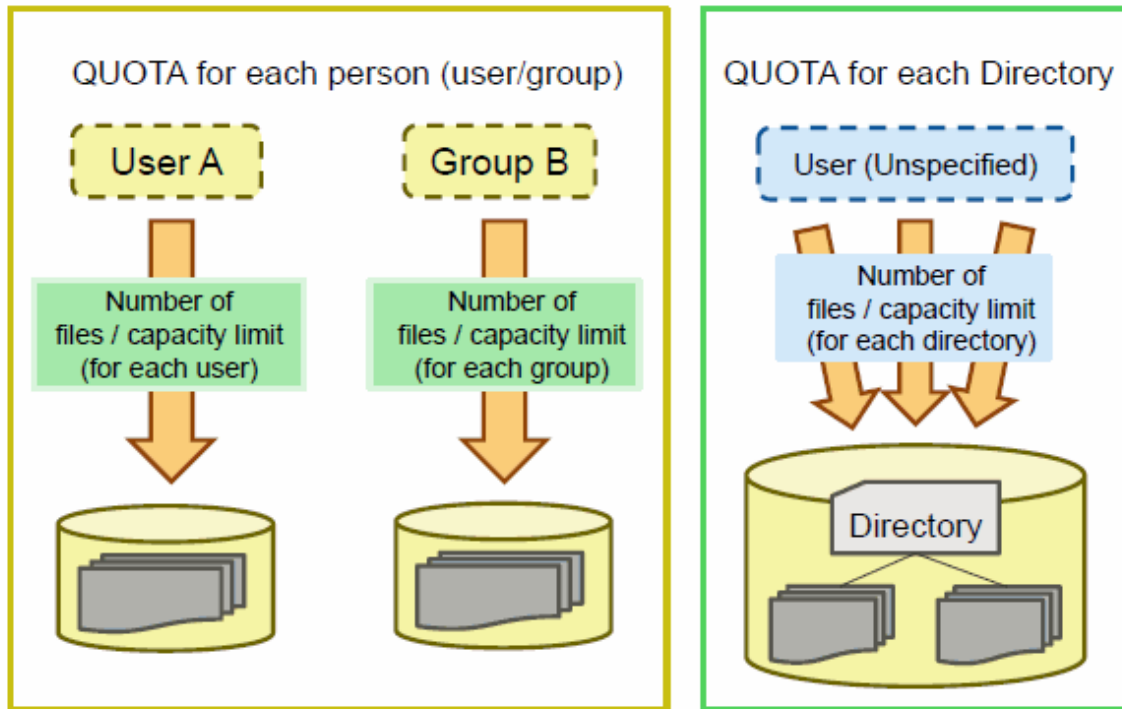 QUOTA for each person (user/group)
User A
Group B
Number of
files / capacity limit
(for each user)
Number of
files / capacity limit
(for each group)
QUOTA for each Directory
User (Unspecified)
Number of
files / capacity limit
(for each directory)
Directory